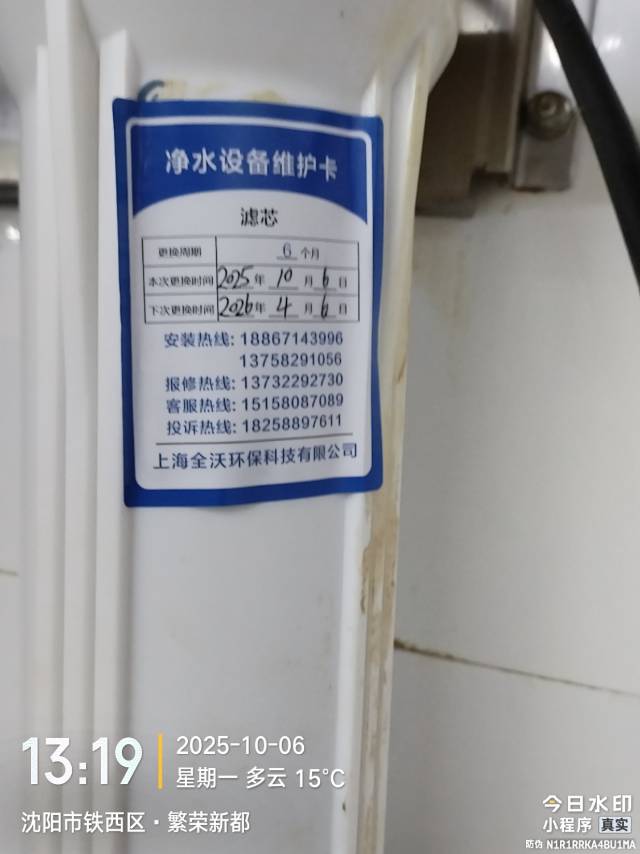 净水设备维护卡
滤芯
更换周期 6 个月
本次更换时间 2025 年 10 月 6 日
下次更换时间 2026 年 4 月 6 日
安装热线: 18867143996
13758291056
报修热线: 13732292730
客服热线: 15158087089
投诉热线: 18258897611
上海全沃环保科技有限公司
13:19
2025-10-06
星期一 多云 15°C
沈阳市铁西区·繁荣新都
今日水印
小程序 真实
防伪 N1R1RRKA4BU1MA